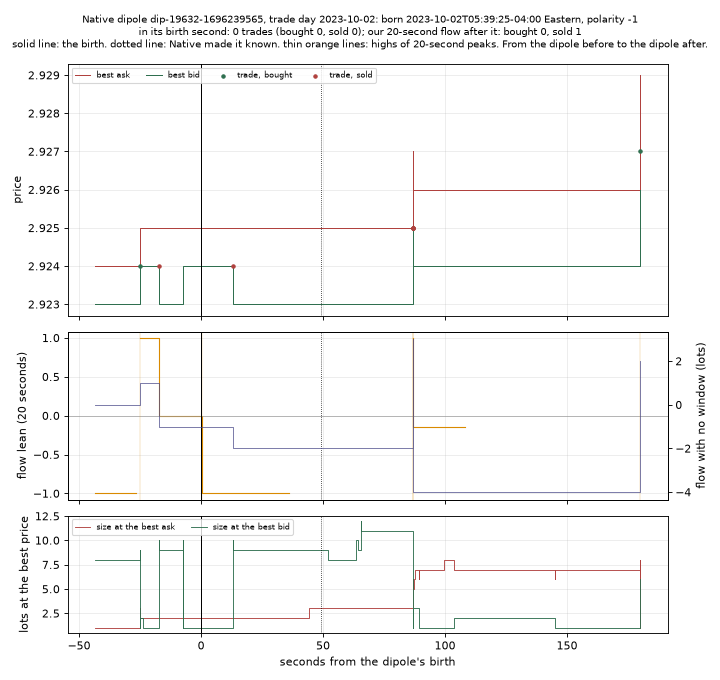 Native dipole dip-19632-1696239565, trade day 2023-10-02: born 2023-10-02T05:39:25-04:00 Eastern, polarity -1
in its birth second: 0 trades (bought 0, sold 0); our 20-second flow after it: bought 0, sold 1
solid line: the birth. dotted line: Native made it known. thin orange lines: highs of 20-second peaks. From the dipole before to the dipole after.
best ask
best bid
trade, bought
trade, sold
2.929
2.928
2.927
2.926
2.925
2.924
2.923
price
1.0
0.5
0.0
−0.5
−1.0
flow lean (20 seconds)
2
0
−2
−4
flow with no window (lots)
size at the best ask
size at the best bid
12.5
10.0
7.5
5.0
2.5
lots at the best price
−50
0
50
100
150
seconds from the dipole's birth